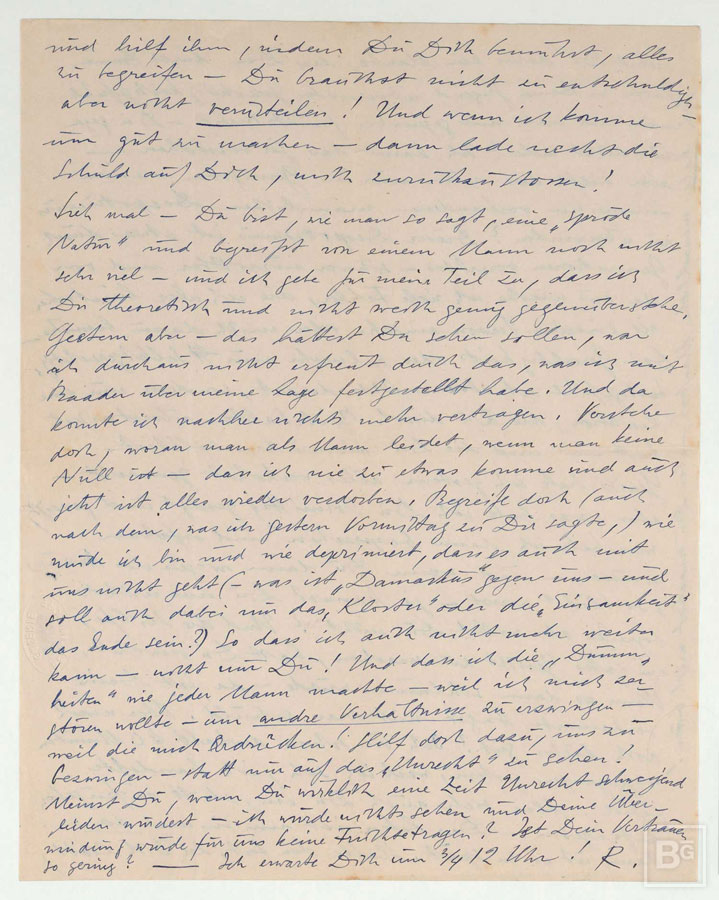 und hilf ihm, indem Du Dich bemühst, alles
zu begreifen — Du brauchst nicht zu entschuldigen —
aber nicht verurteilen! Und wenn ich komme
um gut zu machen — dann lade nicht die
Schuld auf Dich, mich zurückzustossen!
Sieh mal — Du bist, wie man so sagt, eine „spröde
Natur" und begreifst von einem Mann noch nicht
sehr viel — und ich gebe für meine Teil zu, dass ich
Dir theoretisch und nicht weich genug gegenüberstehe.
Gestern aber — das hättest Du sehen sollen, war
ich durchaus nicht erfreut durch das, was ich mit
Baader über meine Lage festgestellt habe. Und da
konnte ich nachher nichts mehr vertragen. Verstehe
doch, woran man als Mann leidet, wenn man keine
Null ist — dass ich nie zu etwas komme und auch
jetzt ist alles wieder verdorben. Begreife doch (auch
nach dem, was ich gestern Vormittag zu Dir sagte,) wie
müde ich bin und wie deprimiert, dass es auch mit
uns nicht geht (— was ist „Damaskus" gegen uns — und
soll auch dabei nur das „Kloster" oder die „Einsamkeit"
das Ende sein?) So dass ich auch nicht mehr weiter
kann — nicht nur Du! Und dass ich die „Dumm-
heiten" wie jeder Mann machte — weil ich mich zer-
stören wollte — um andre Verhältnisse zu erzwingen —
weil die mich erdrücken! Hilf doch dazu, uns zu
bezwingen — statt nur auf das „Unrecht" zu sehen!
Meinst Du, wenn Du wirklich eine Zeit Unrecht schweigend
leiden würdest — ich würde nichts sehen und Deine Über-
windung würde für uns keine Früchte tragen? Ist Dein Vertrauen
so gering? — Ich erwarte Dich um 3/4 12 Uhr! R.
BG